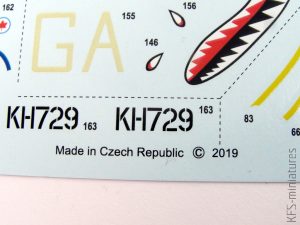 162
155
146
156
GA
163
KH729 163 KH729
83
66
Made in Czech Republic © 2019
KFS-miniatures